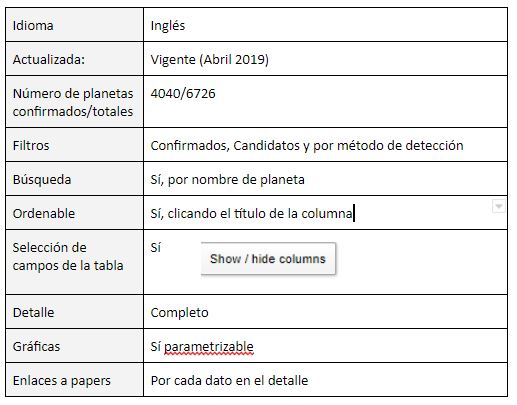 Idioma Inglés
Actualizada: Vigente (Abril 2019)
Número de planetas 4040/6726
confirmados/totales
Filtros Confirmados, Candidatos y por método de detección
Búsqueda Sí, por nombre de planeta
Ordenable Sí, clicando el título de la columna
Selección de Sí
campos de la tabla
Show / hide columns
Detalle Completo
Gráficas Sí parametrizable
Enlaces a papers Por cada dato en el detalle